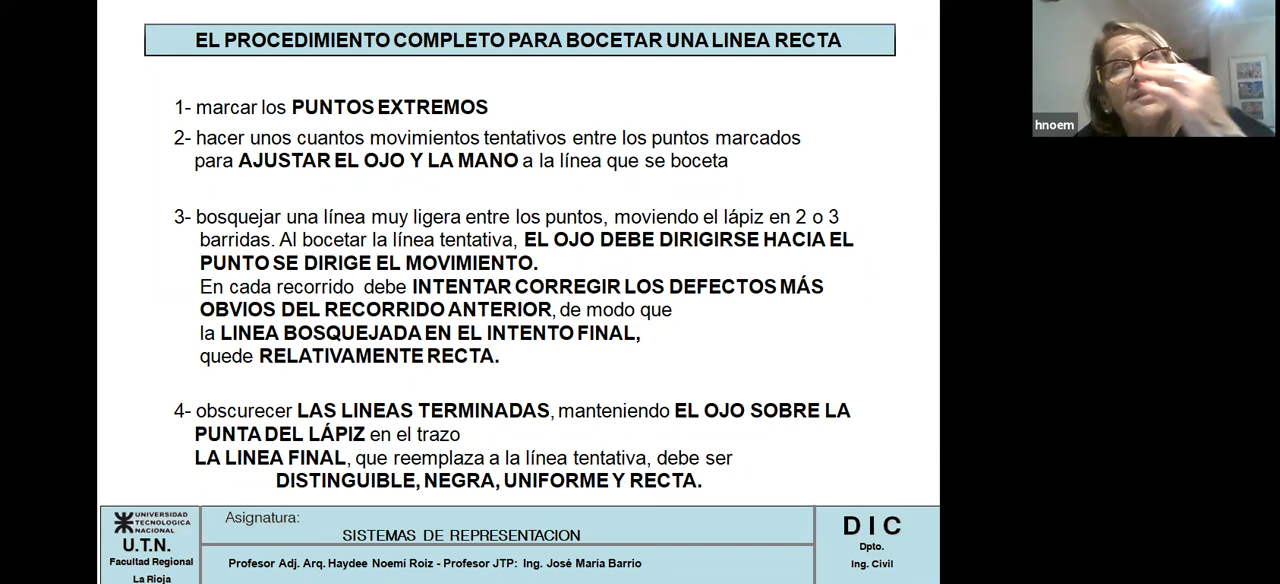 EL PROCEDIMIENTO COMPLETO PARA BOCETAR UNA LINEA RECTA
1- marcar los PUNTOS EXTREMOS
2- hacer unos cuantos movimientos tentativos entre los puntos marcados
para AJUSTAR EL OJO Y LA MANO a la línea que se boceta
3- bosquejar una línea muy ligera entre los puntos, moviendo el lápiz en 2 o 3
barridas. Al bocetar la línea tentativa, EL OJO DEBE DIRIGIRSE HACIA EL
PUNTO SE DIRIGE EL MOVIMIENTO.
En cada recorrido debe INTENTAR CORREGIR LOS DEFECTOS MÁS
OBVIOS DEL RECORRIDO ANTERIOR, de modo que
la LINEA BOSQUEJADA EN EL INTENTO FINAL,
quede RELATIVAMENTE RECTA.
4- obscurecer LAS LINEAS TERMINADAS, manteniendo EL OJO SOBRE LA
PUNTA DEL LÁPIZ en el trazo
LA LINEA FINAL, que reemplaza a la línea tentativa, debe ser
DISTINGUIBLE, NEGRA, UNIFORME Y RECTA.
UNIVERSIDAD
TECNOLOGICA
NACIONAL
U.T.N.
Facultad Regional
La Rioja
Asignatura:
SISTEMAS DE REPRESENTACION
Profesor Adj. Arq. Haydee Noemí Roiz - Profesor JTP: Ing. José María Barrio
D I C
Dpto.
Ing. Civil
hnoem